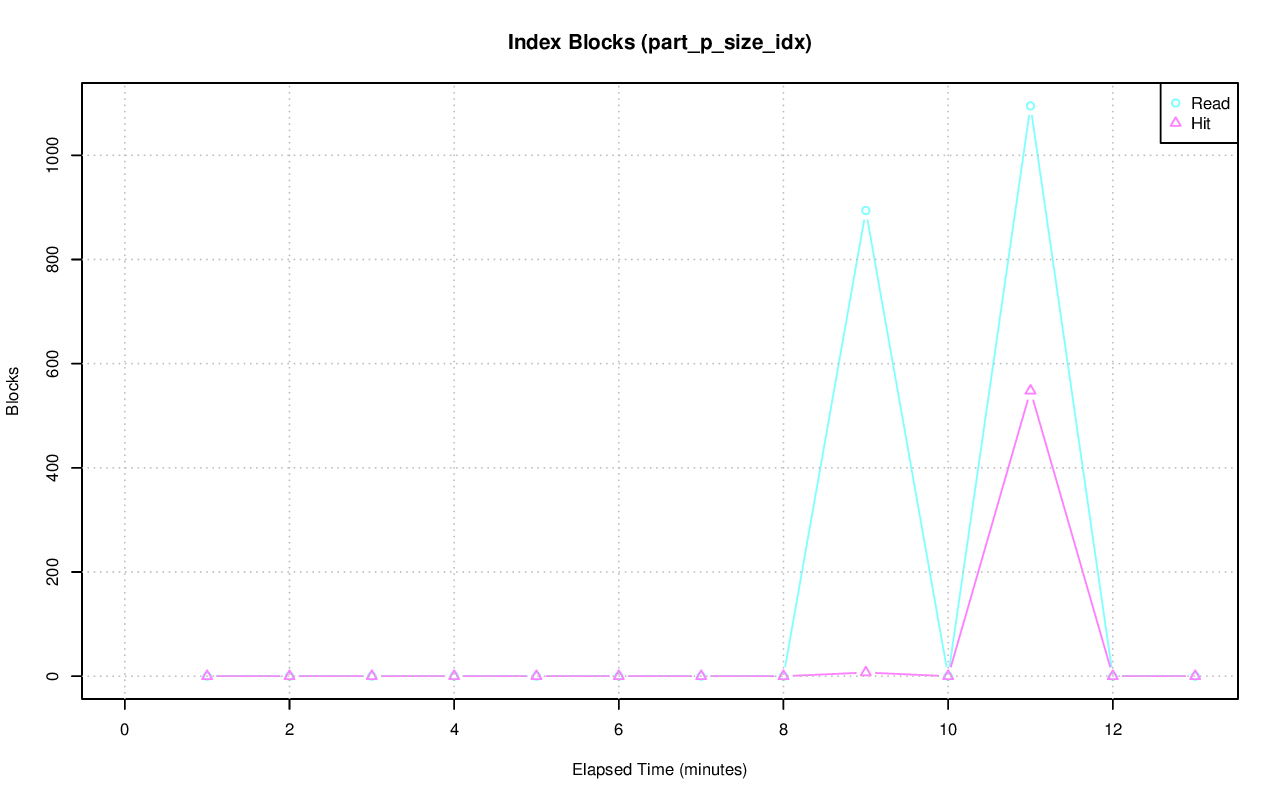 Index Blocks (part_p_size_idx)
Read
Hit
1000
800
600
400
200
0
Blocks
0 2 4 6 8 10 12
Elapsed Time (minutes)